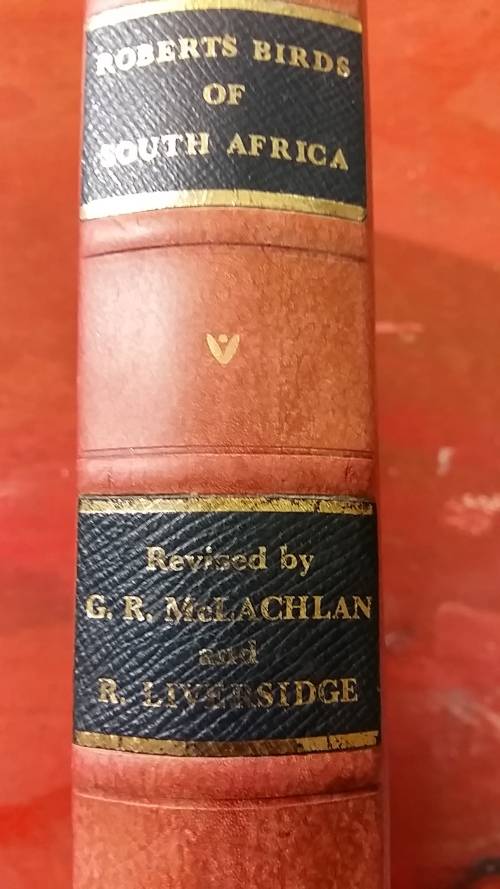 ROBERTS BIRDS
OF
SOUTH AFRICA
Revised by
G. R. McLACHLAN
and
R. LIVERSIDGE